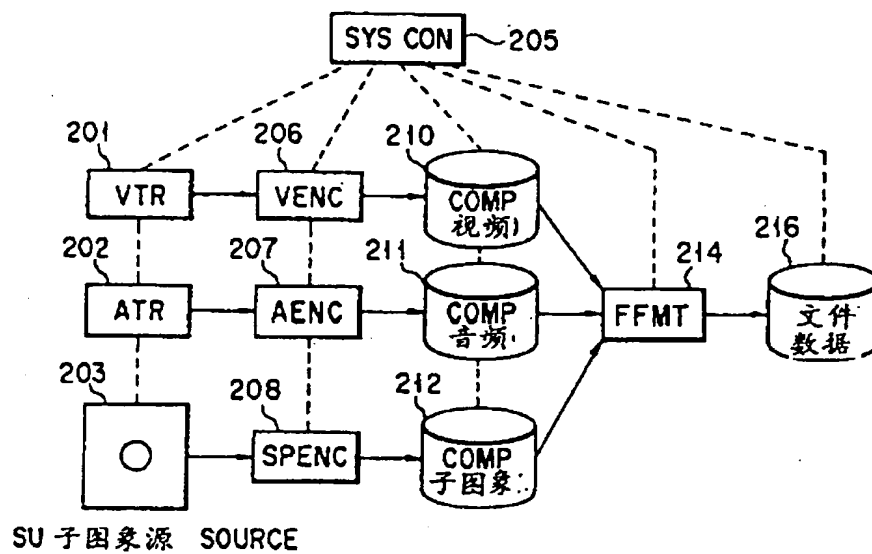 SYS CON
205
201
206
210
VTR
VENC
COMP
视频
202
207
211
214
216
ATR
AENC
COMP
音频
FFMT
文件
数据
203
208
212
SPENC
COMP
子图象
SU 子图象源 SOURCE